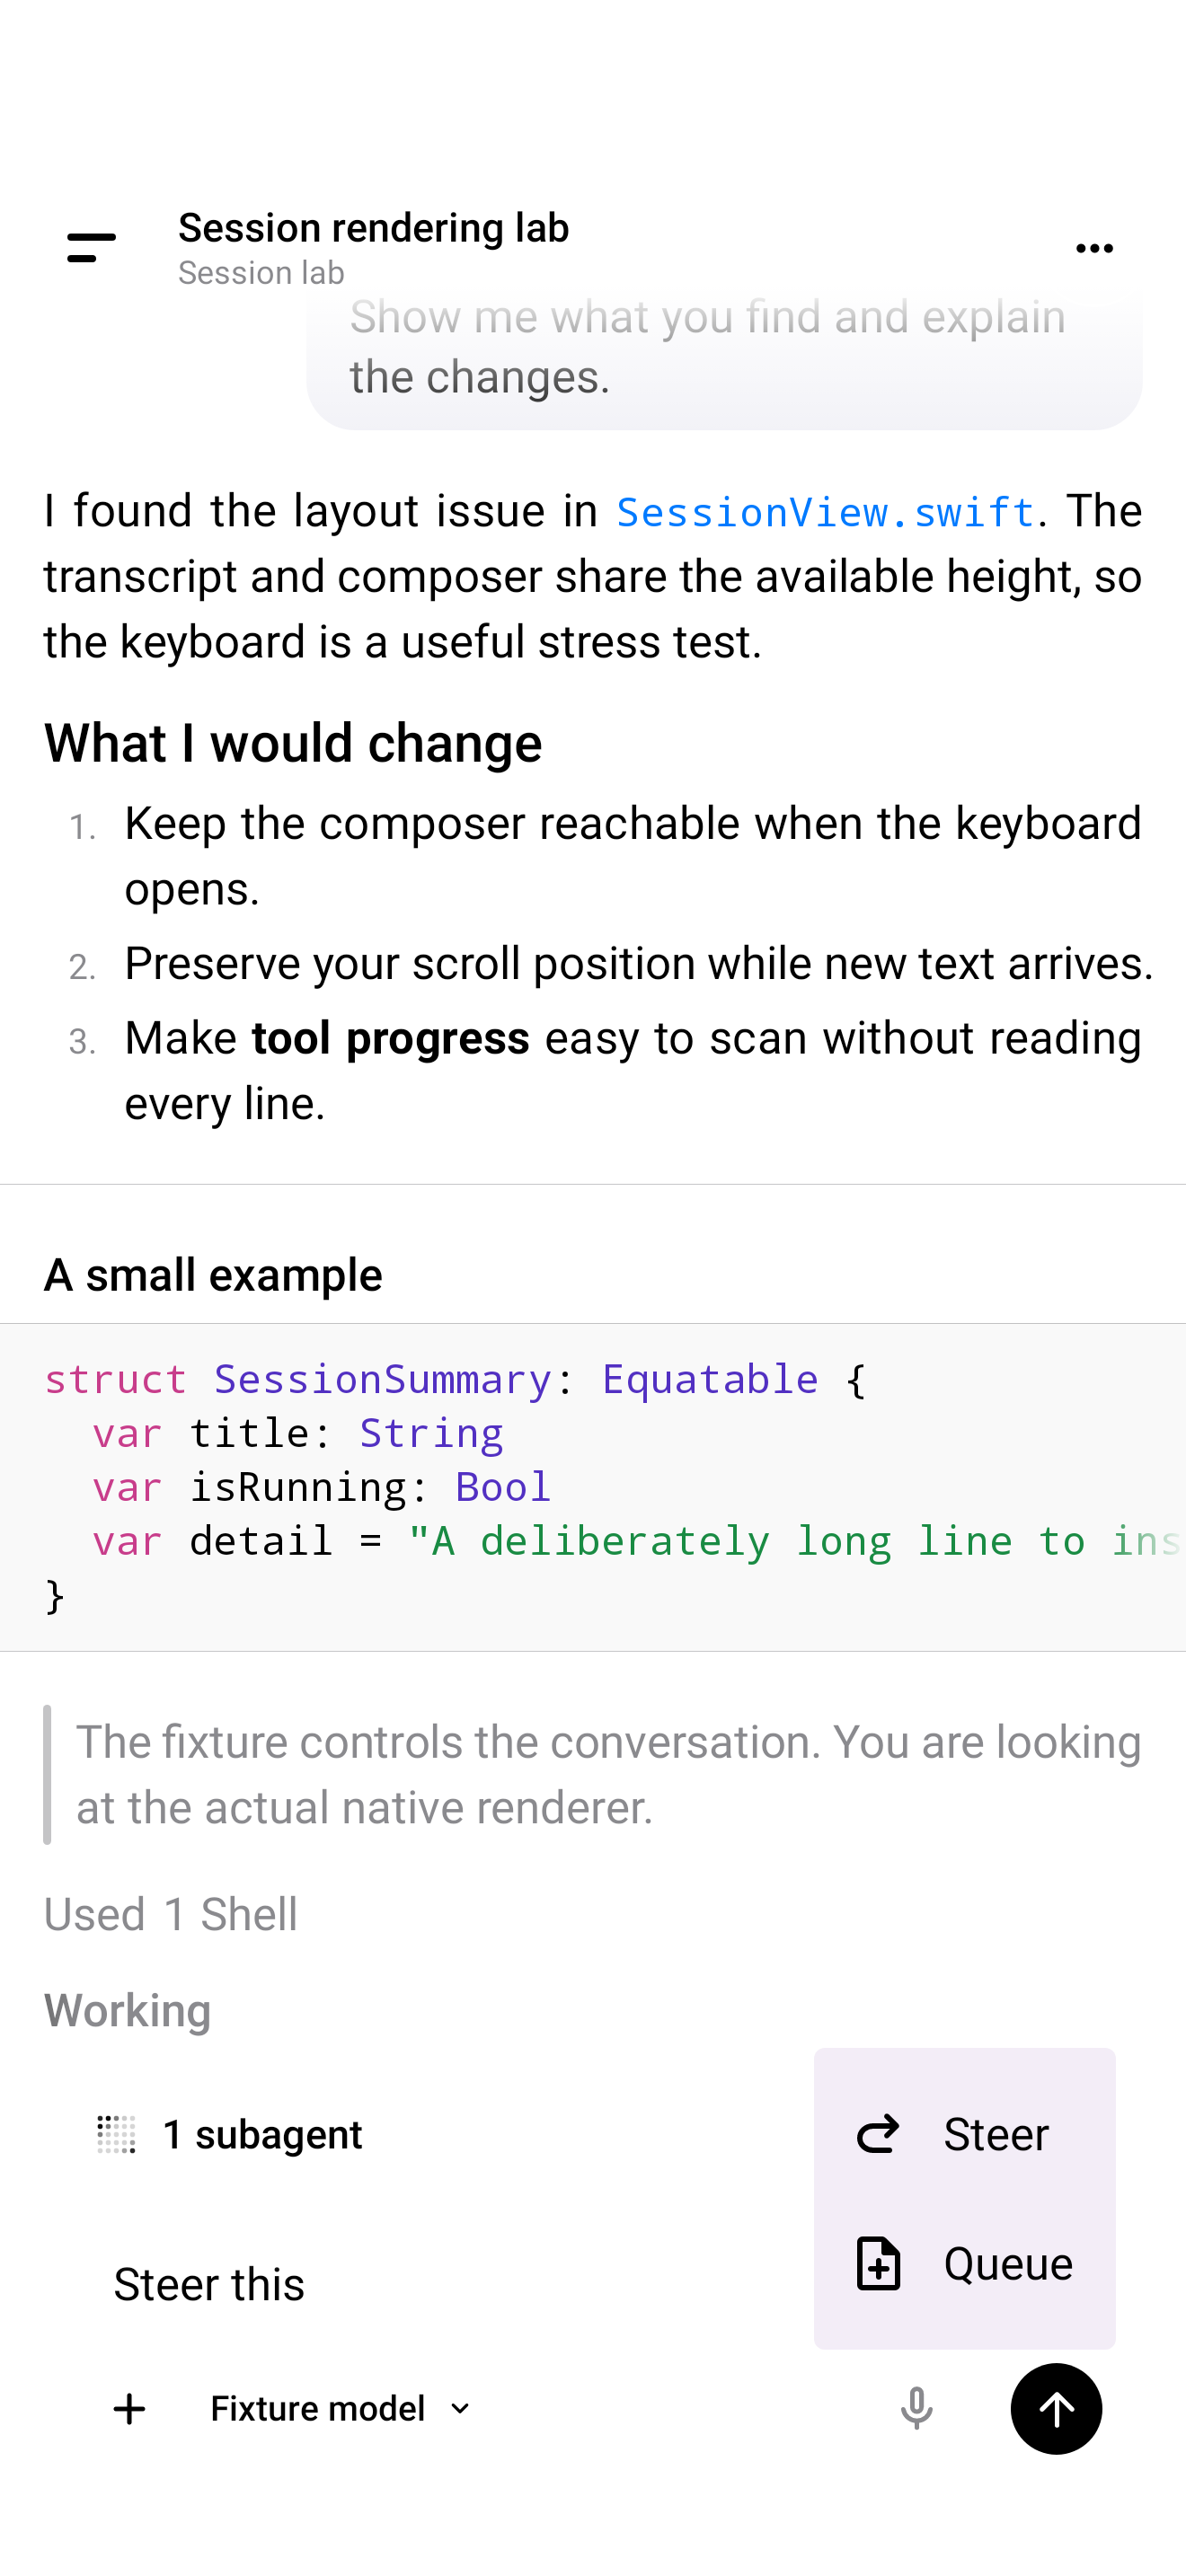 Session rendering lab
Session lab
Show me what you find and explain
the changes.
I found the layout issue in SessionView.swift. The
transcript and composer share the available height, so
the keyboard is a useful stress test.
What I would change
1. Keep the composer reachable when the keyboard
opens.
2. Preserve your scroll position while new text arrives.
3. Make tool progress easy to scan without reading
every line.
A small example
struct SessionSummary: Equatable {
  var title: String
  var isRunning: Bool
  var detail = "A deliberately long line to ins
}
The fixture controls the conversation. You are looking
at the actual native renderer.
Used 1 Shell
Working
1 subagent
Steer
Queue
Steer this
Fixture model